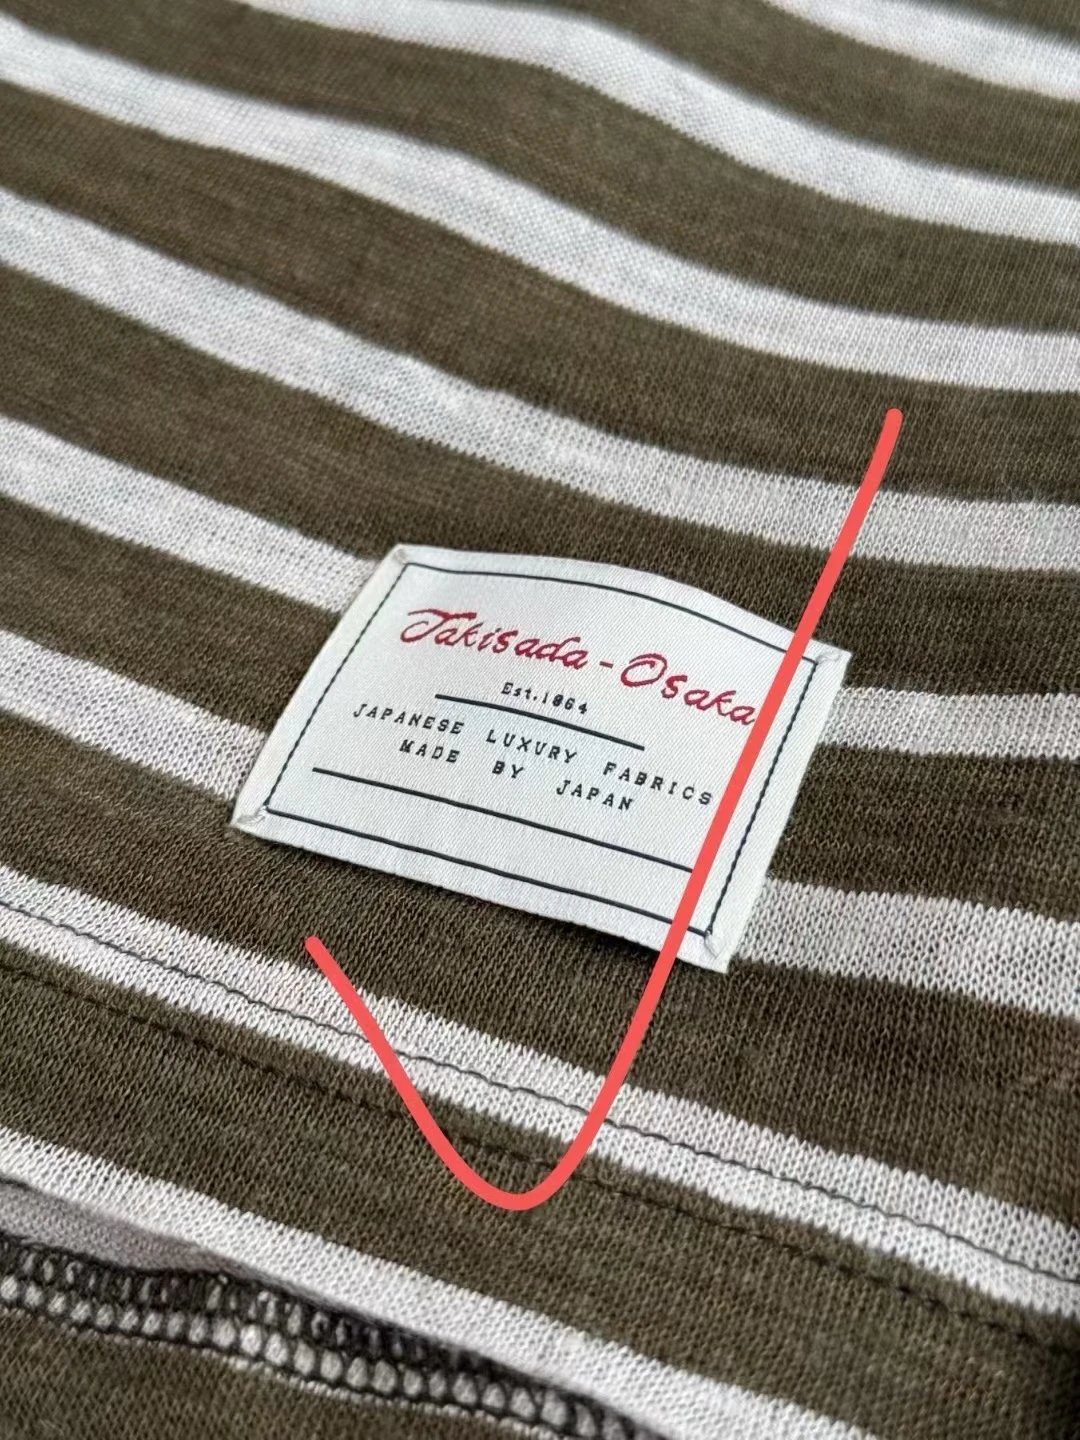 Takisada-Osaka
Est.1864
JAPANESE LUXURY FABRICS
MADE BY JAPAN